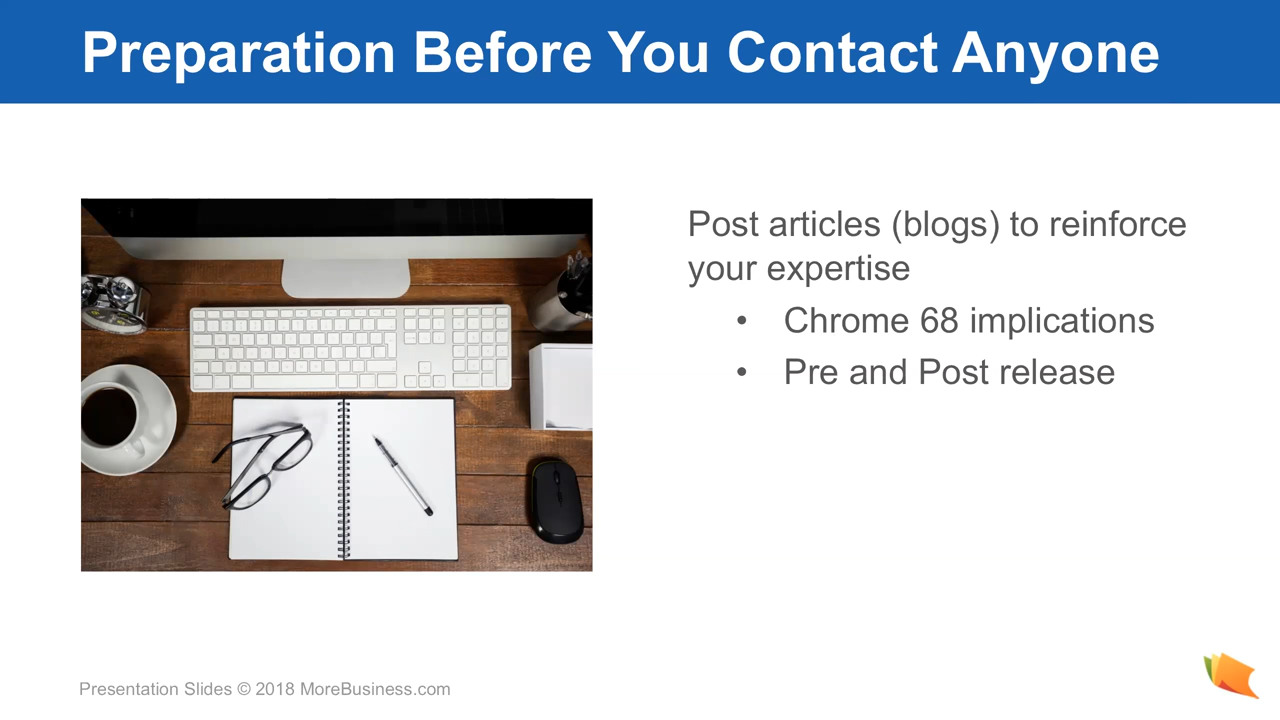 Preparation Before You Contact Anyone
Post articles (blogs) to reinforce
your expertise
• Chrome 68 implications
• Pre and Post release
Presentation Slides © 2018 MoreBusiness.com